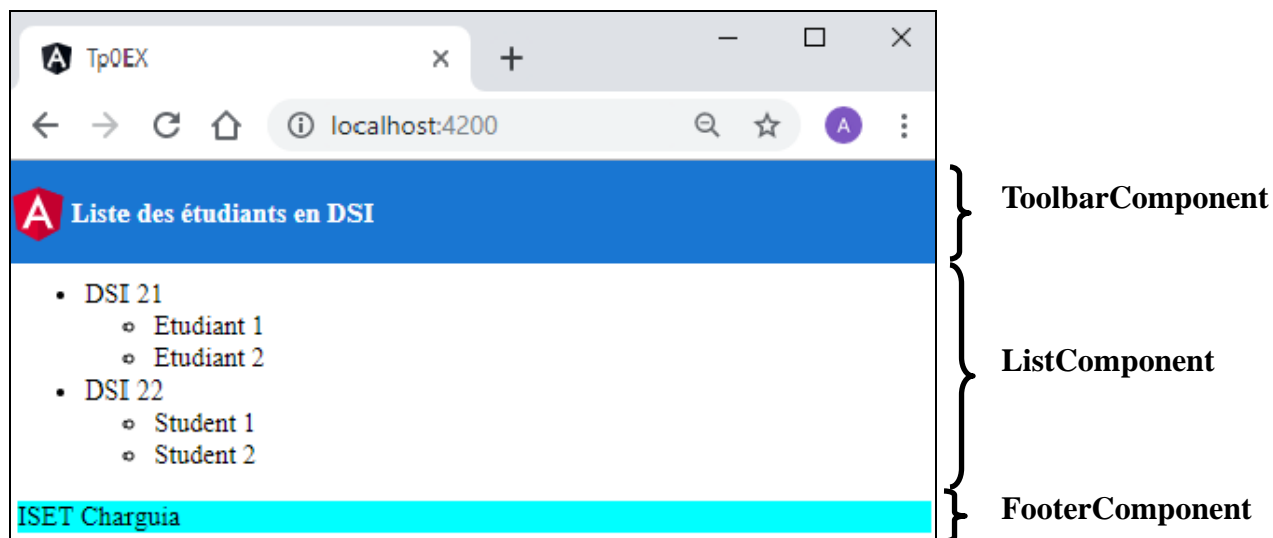 Tp0EX
localhost:4200
A
Liste des étudiants en DSI
ToolbarComponent
DSI 21
Etudiant 1
Etudiant 2
DSI 22
Student 1
Student 2
ListComponent
ISET Charguia
FooterComponent